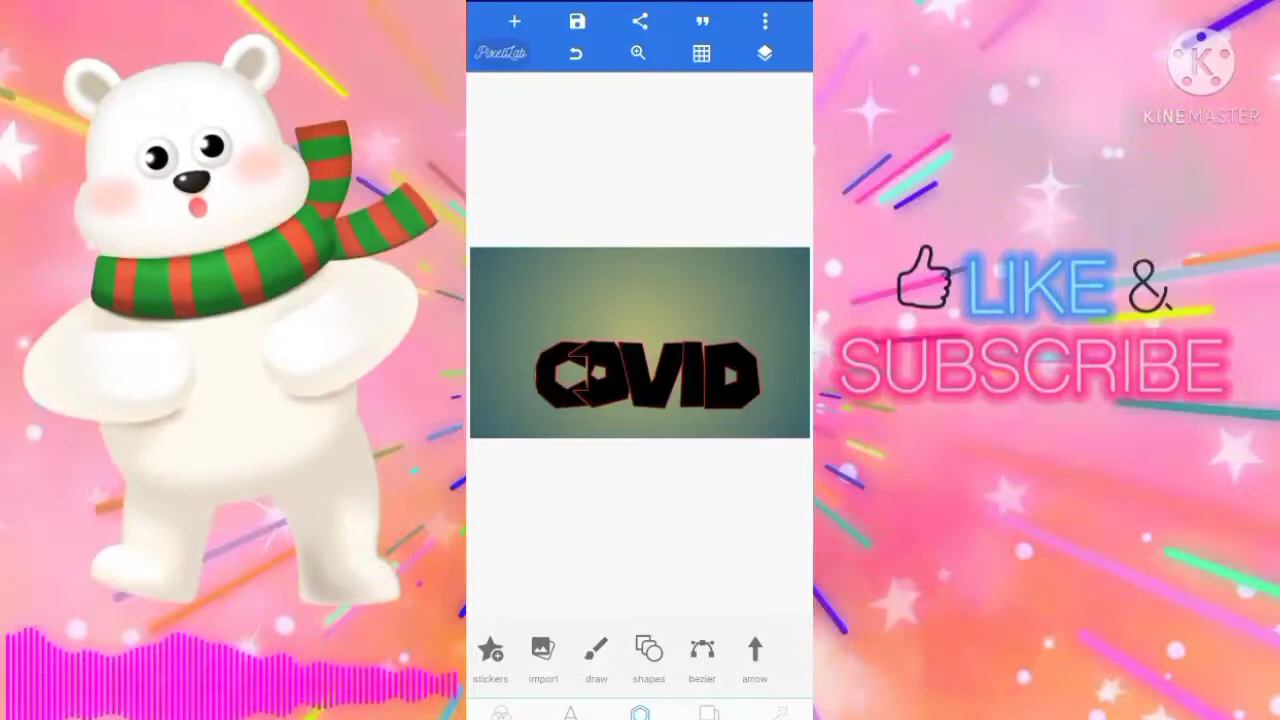 PixelLab
COVID
stickers import draw shapes bezier arrow
K
KINEMASTER
LIKE &
SUBSCRIBE